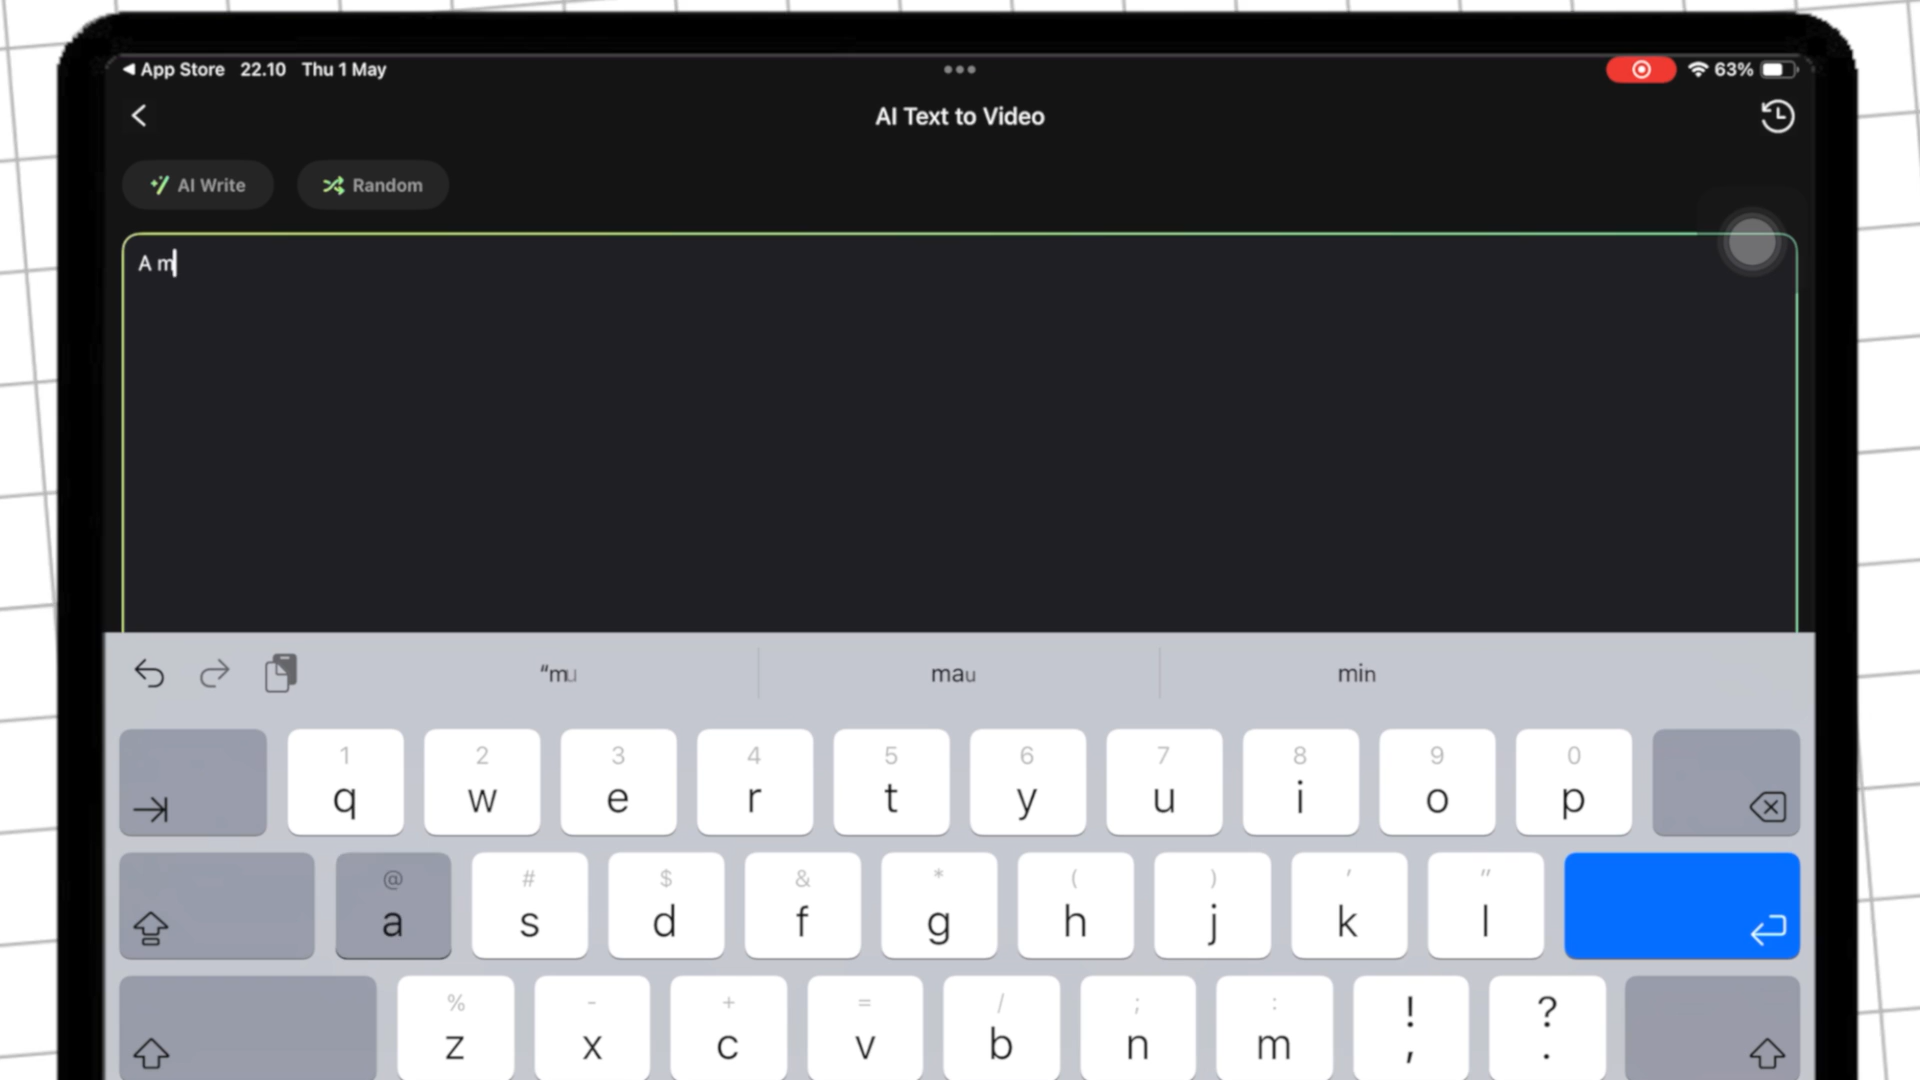 App Store 22.10 Thu 1 May
63%
AI Text to Video
AI Write Random
A m
“mu mau min
1 2 3 4 5 6 7 8 9 0
q w e r t y u i o p
@ # $ & * ( ) ' "
a s d f g h j k l
% - + = / ; : ! ?
z x c v b n m , .